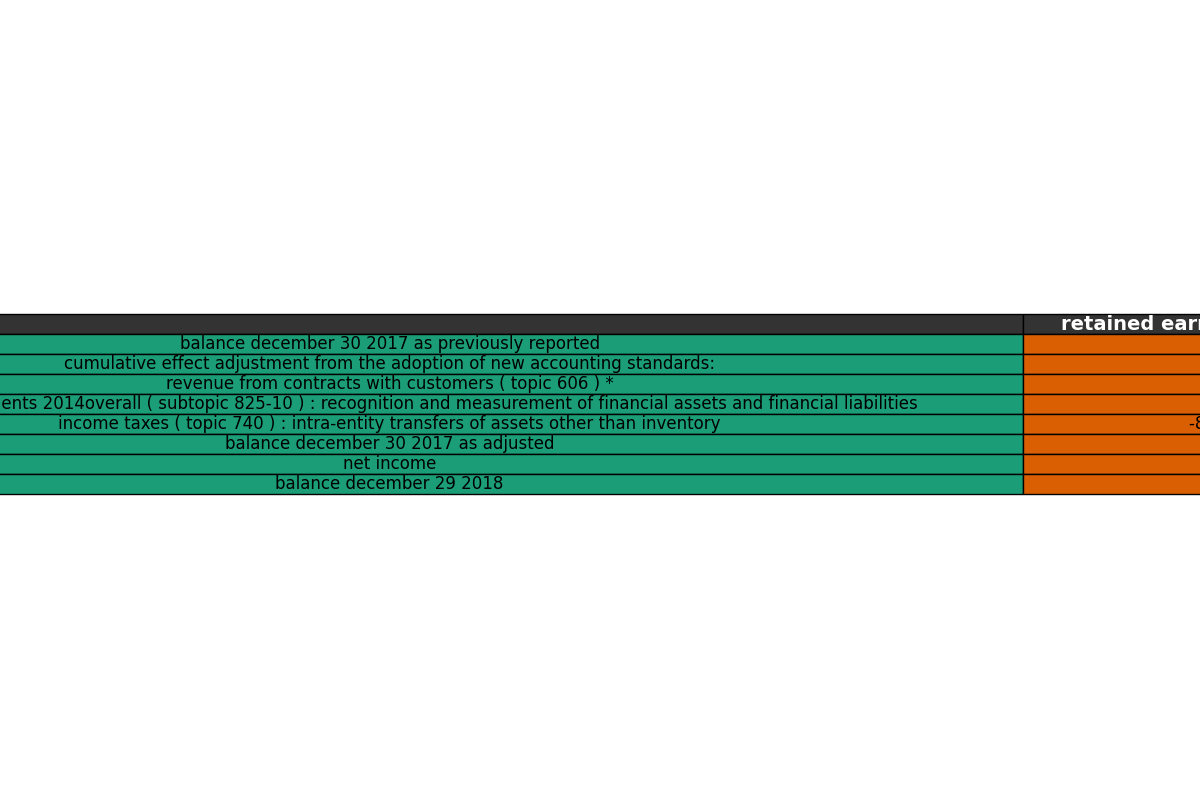 retained
balance december 30 2017 as previously reported
cumulative effect adjustment from the adoption of new accounting standards:
revenue from contracts with customers ( topic 606 ) *
2014overall ( subtopic 825-10 ) : recognition and measurement of financial assets and financial liabilities
income taxes ( topic 740 ) : intra-entity transfers of assets other than inventory
balance december 30 2017 as adjusted
net income
balance december 29 2018